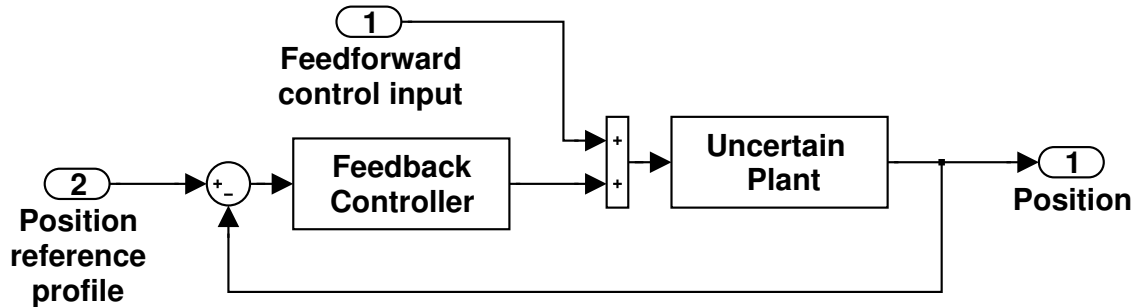 1
Feedforward
control input
+
+
Uncertain
Plant
Feedback
Controller
2
+
−
1
Position
Position
reference
profile